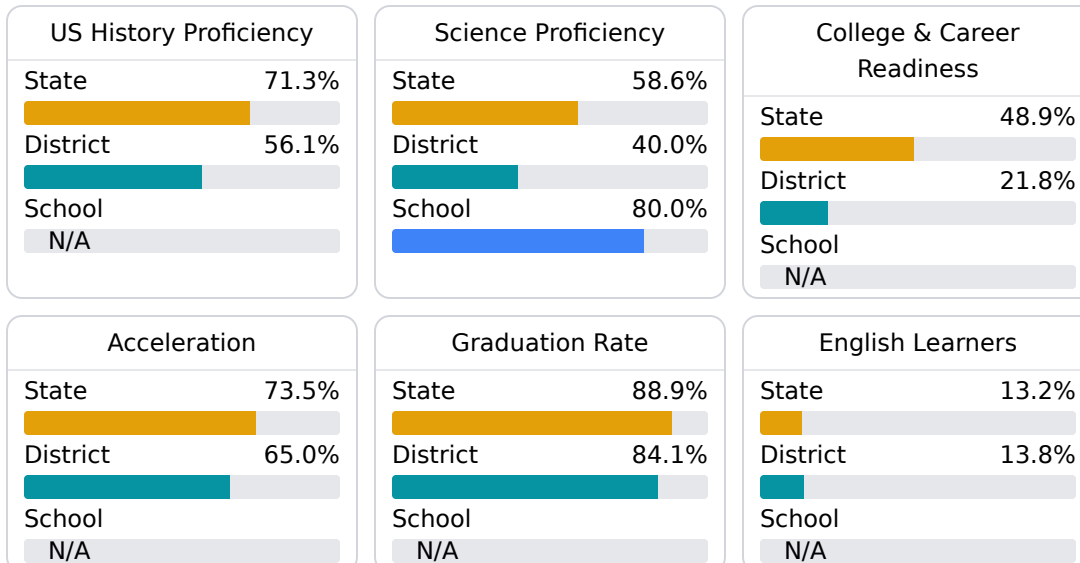 US History Proficiency
State 71.3%
District 56.1%
School
N/A
Science Proficiency
State 58.6%
District 40.0%
School 80.0%
College & Career
Readiness
State 48.9%
District 21.8%
School
N/A
Acceleration
State 73.5%
District 65.0%
School
N/A
Graduation Rate
State 88.9%
District 84.1%
School
N/A
English Learners
State 13.2%
District 13.8%
School
N/A